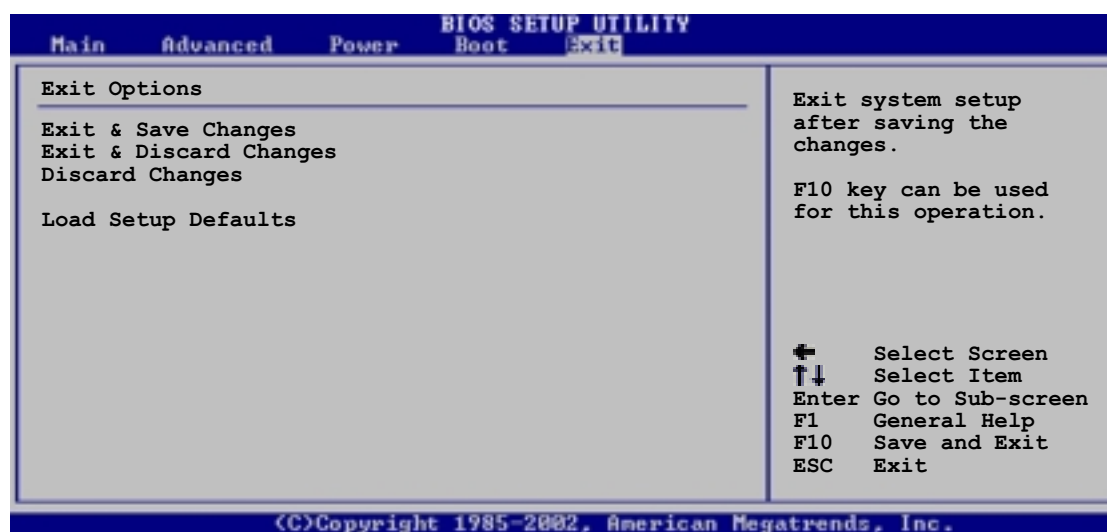 BIOS SETUP UTILITY
Main Advanced Power Boot Exit
Exit Options
Exit & Save Changes
Exit & Discard Changes
Discard Changes
Load Setup Defaults
Exit system setup
after saving the
changes.
F10 key can be used
for this operation.
← Select Screen
↑↓ Select Item
Enter Go to Sub-screen
F1 General Help
F10 Save and Exit
ESC Exit
(C)Copyright 1985-2002, American Megatrends, Inc.